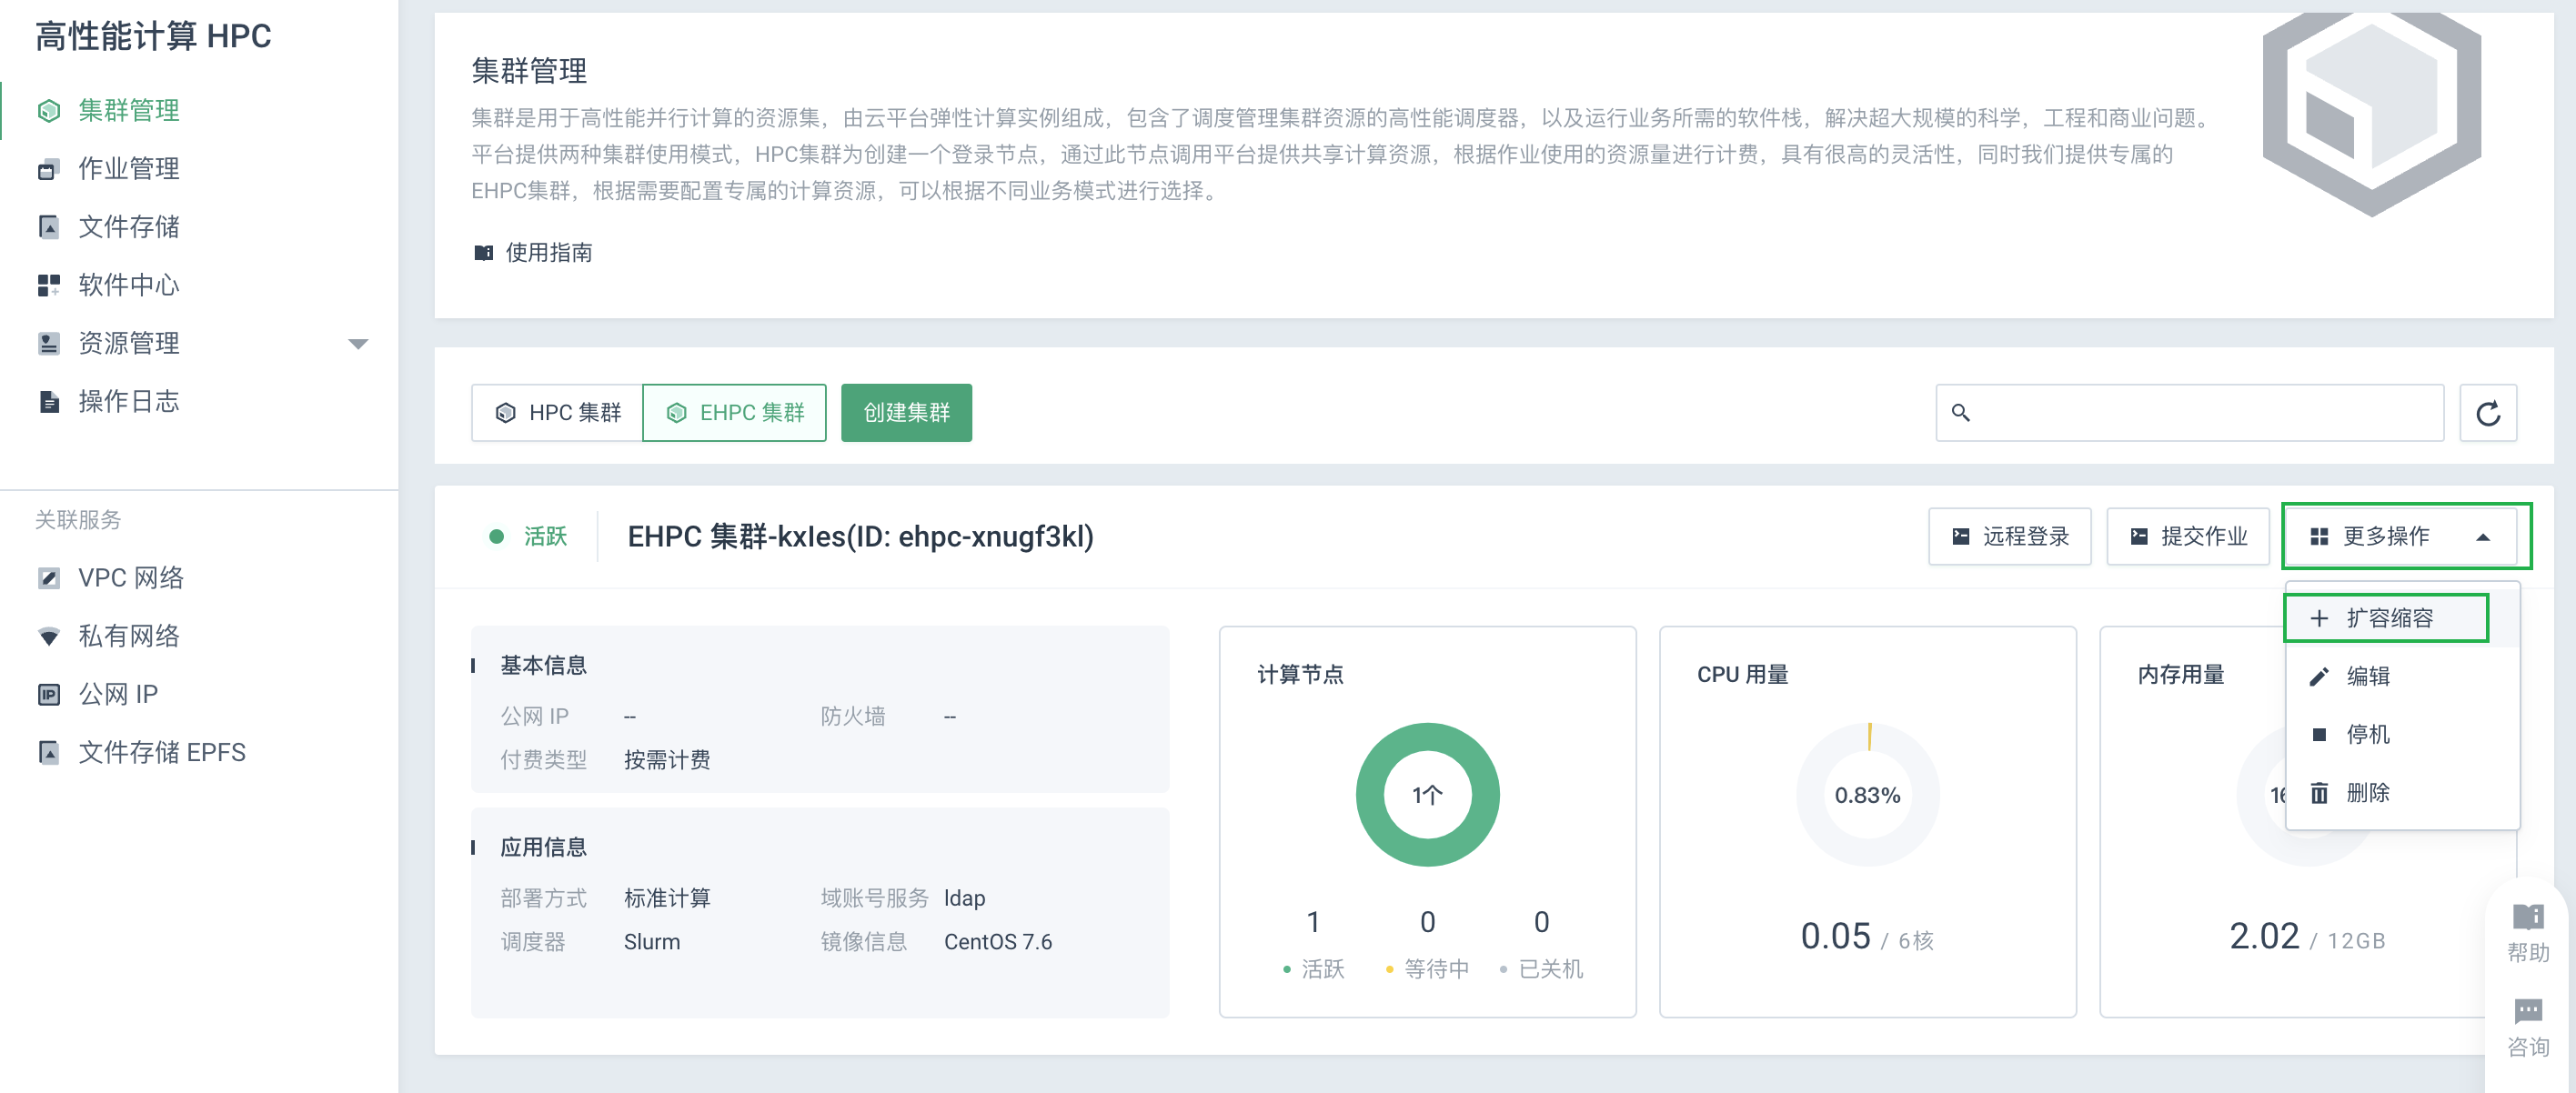 高性能计算 HPC
集群管理
作业管理
文件存储
软件中心
资源管理
操作日志
关联服务
VPC 网络
私有网络
公网 IP
文件存储 EPFS
集群管理
集群是用于高性能并行计算的资源集，由云平台弹性计算实例组成，包含了调度管理集群资源的高性能调度器，以及运行业务所需的软件栈，解决超大规模的科学，工程和商业问题。
平台提供两种集群使用模式，HPC集群为创建一个登录节点，通过此节点调用平台提供共享计算资源，根据作业使用的资源量进行计费，具有很高的灵活性，同时我们提供专属的
EHPC集群，根据需要配置专属的计算资源，可以根据不同业务模式进行选择。
使用指南
HPC 集群
EHPC 集群
创建集群
活跃
EHPC 集群-kxles(ID: ehpc-xnugf3kl)
远程登录
提交作业
更多操作
扩容缩容
编辑
停机
删除
基本信息
公网 IP --
防火墙 --
付费类型 按需计费
应用信息
部署方式 标准计算
域账号服务 ldap
调度器 Slurm
镜像信息 CentOS 7.6
计算节点
1个
1 0 0
活跃 等待中 已关机
CPU 用量
0.83%
0.05 / 6核
内存用量
2.02 / 12GB
帮助
咨询